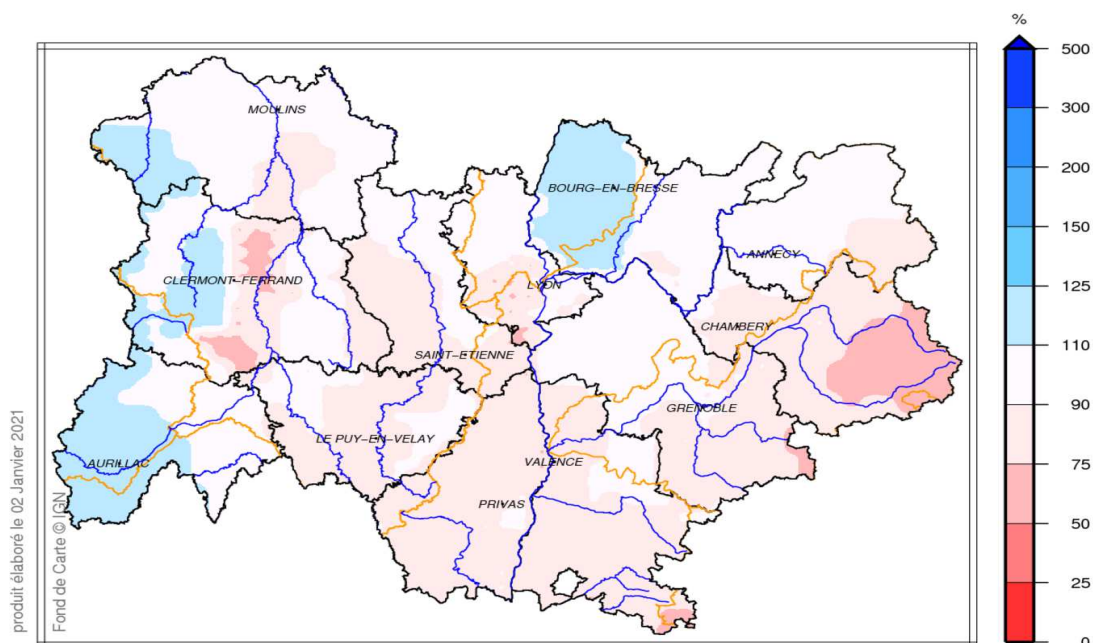 %
500
300
200
150
125
110
90
75
50
25
0
MOULINS
BOURG-EN-BRESSE
ANNECY
CLERMONT-FERRAND
LYON
CHAMBERY
SAINT-ETIENNE
GRENOBLE
LE PUY-EN-VELAY
AURILLAC
VALENCE
PRIVAS
produit élaboré le 02 Janvier 2021
Fond de Carte © IGN